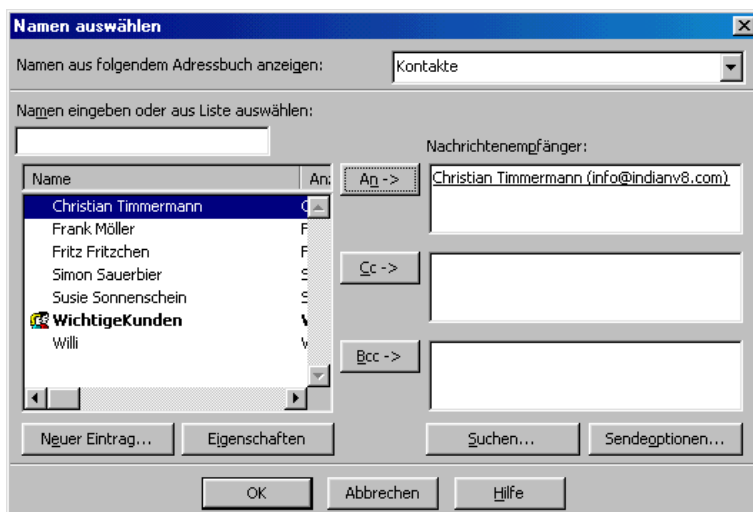 Namen auswählen
Namen aus folgendem Adressbuch anzeigen:
Kontakte
Namen eingeben oder aus Liste auswählen:
Name
An:
Christian Timmermann
Frank Möller
Fritz Fritzchen
Simon Sauerbier
Susie Sonnenschein
WichtigeKunden
Willi
Neuer Eintrag...
Eigenschaften
An ->
Cc ->
Bcc ->
Nachrichtenempfänger:
Christian Timmermann (info@indianv8.com)
Suchen...
Sendeoptionen...
OK
Abbrechen
Hilfe